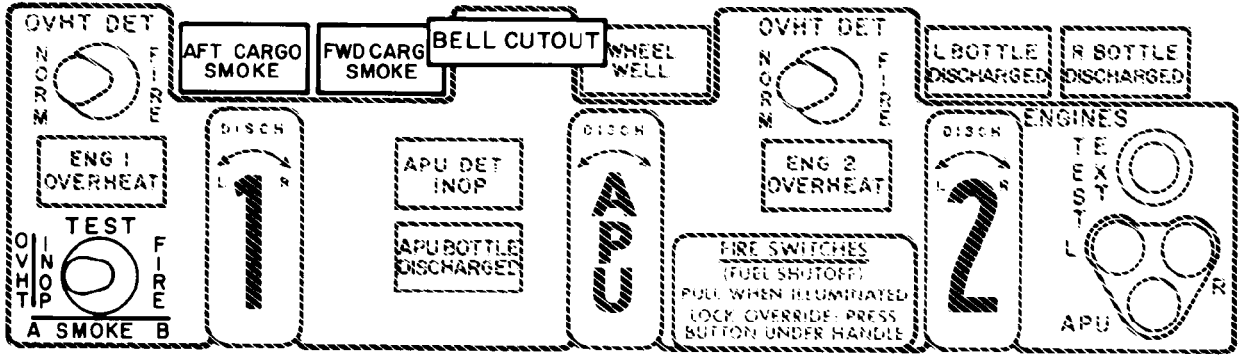 OVHT DET
NORM
FIRE
AFT CARGO
SMOKE
FWD CARG
SMOKE
BELL CUTOUT
WHEEL
WELL
OVHT DET
NORM
FIRE
L BOTTLE
DISCHARGED
R BOTTLE
DISCHARGED
ENG 1
OVERHEAT
TEST
OVHT
INOP
FIRE
A SMOKE B
DISCH
L R
1
APU DET
INOP
APU BOTTLE
DISCHARGED
DISCH
APU
ENG 2
OVERHEAT
FIRE SWITCHES
(FUEL SHUTOFF)
PULL WHEN ILLUMINATED
LOCK OVERRIDE: PRESS
BUTTON UNDER HANDLE
DISCH
L R
2
ENGINES
TEST
EXT
L
R
APU